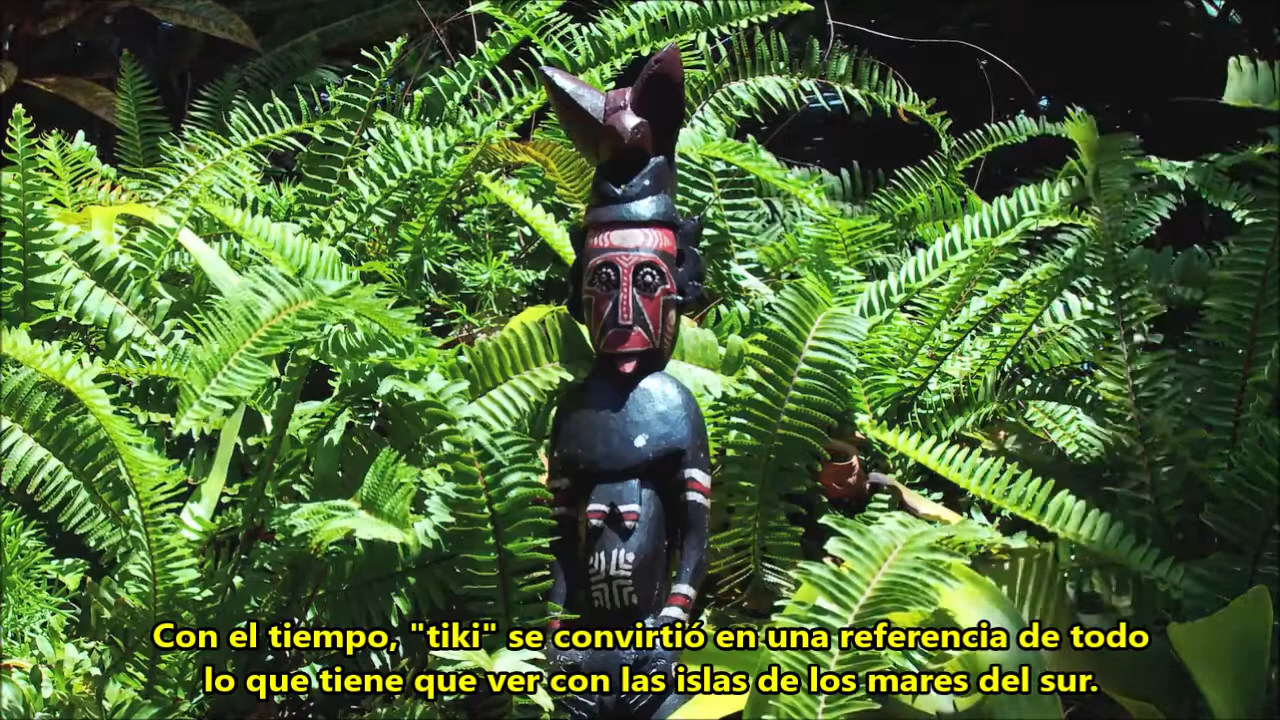 Con el tiempo, "tiki" se convirtió en una referencia de todo
lo que tiene que ver con las islas de los mares del sur.